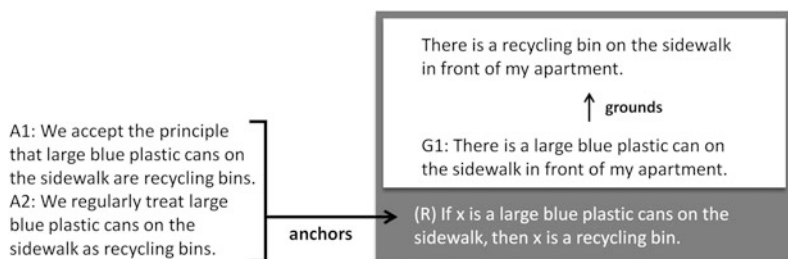 There is a recycling bin on the sidewalk
in front of my apartment.
grounds
G1: There is a large blue plastic can on
the sidewalk in front of my apartment.
A1: We accept the principle
that large blue plastic cans on
the sidewalk are recycling bins.
A2: We regularly treat large
blue plastic cans on the
sidewalk as recycling bins.
anchors
(R) If x is a large blue plastic cans on the
sidewalk, then x is a recycling bin.